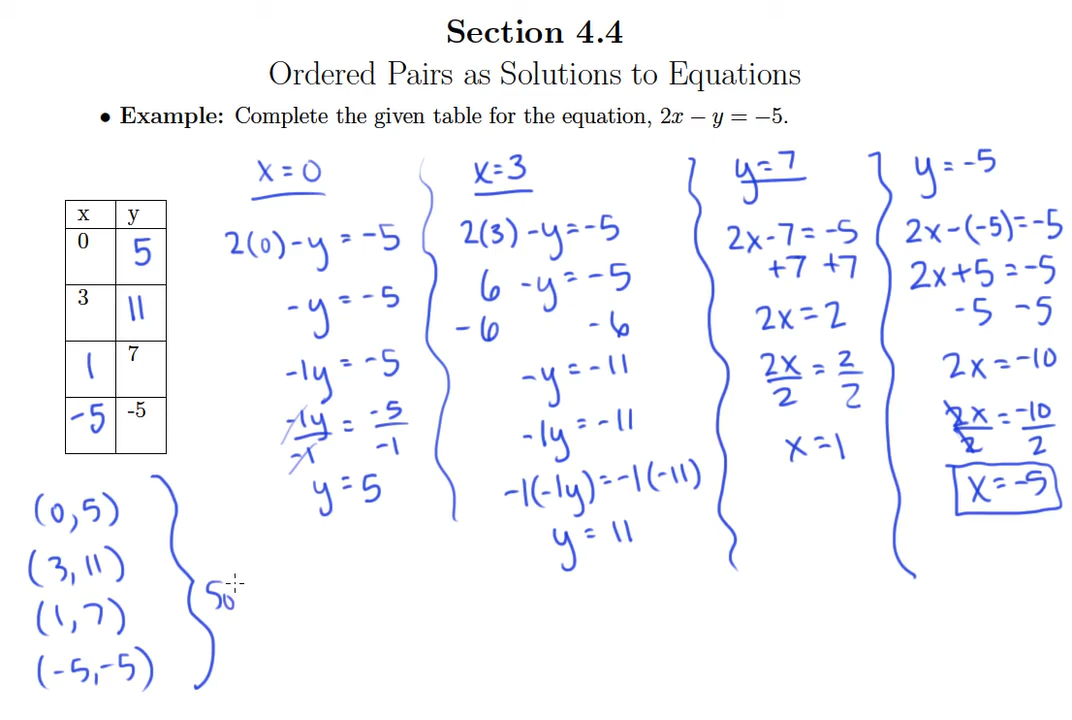 Section 4.4
Ordered Pairs as Solutions to Equations
• Example: Complete the given table for the equation, 2x − y = −5.
x y
0 5
3 11
1 7
-5 -5
x = 0
2(0)-y = -5
-y = -5
-1y = -5
-1y/-1 = -5/-1
y = 5
x=3
2(3)-y=-5
6-y=-5
-6 -6
-y=-11
-1y=-11
-1(-1y)=-1(-11)
y=11
y=7
2x-7=-5
+7 +7
2x=2
2x/2=2/2
x=1
y=-5
2x-(-5)=-5
2x+5=-5
-5 -5
2x=-10
2x/2=-10/2
x=-5
(0,5)
(3,11)
(1,7)
(-5,-5)
so